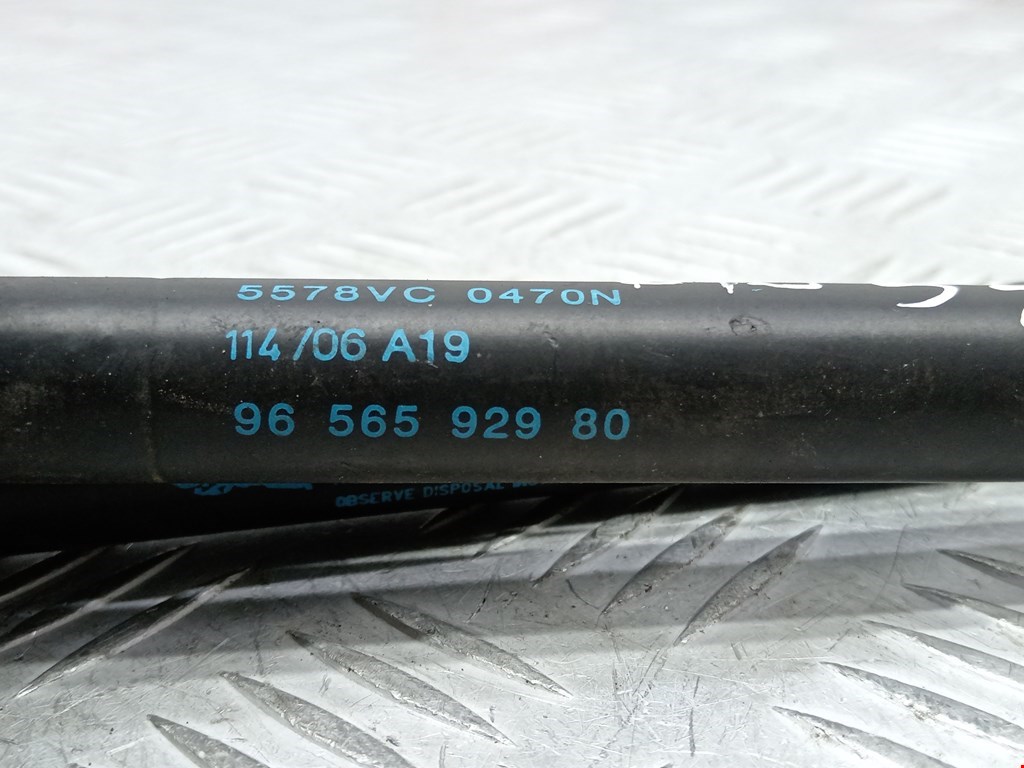 5578VC 0470N
114/06 A19
96 565 929 80
OBSERVE DISPOSAL